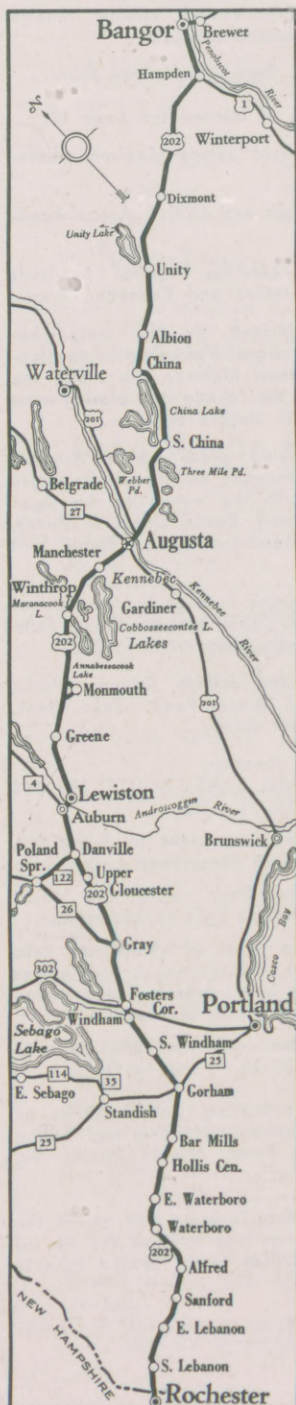 Bangor
Brewer
Penobscot
River
Hampden
1
Winterport
202
N
Dixmont
Unity Lake
Unity
Albion
China
Waterville
201
China Lake
S. China
Webber
Pd.
Three Mile Pd.
Belgrade
27
Augusta
Manchester
Kennebec
Kennebec
River
Winthrop
Gardiner
Maranacook
L.
Cobbosseecontee L.
Lakes
202
Annabessacook
Lake
Monmouth
201
Greene
4
Lewiston
Auburn
Androscoggin River
Brunswick
Poland
Spr.
Danville
122
Upper
202
Gloucester
26
Gray
Casco
Bay
302
Fosters
Cor.
Portland
Windham
Sebago
Lake
S. Windham
25
114
35
E. Sebago
Gorham
Standish
25
Bar Mills
Hollis Cen.
E. Waterboro
Waterboro
202
Alfred
Sanford
NEW HAMPSHIRE
E. Lebanon
S. Lebanon
Rochester